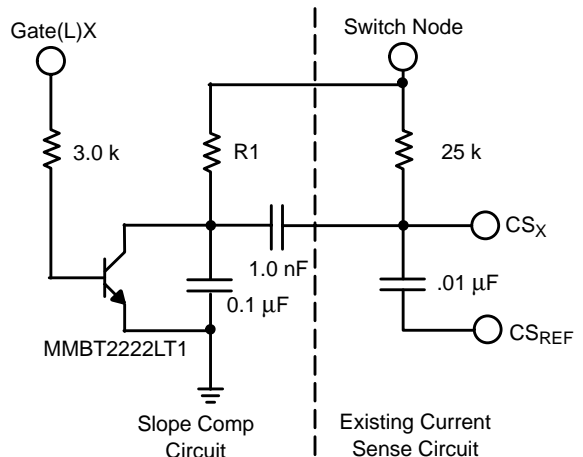 Gate(L)X
Switch Node
3.0 k
R1
25 k
CSX
1.0 nF
.01 μF
0.1 μF
CSREF
MMBT2222LT1
Slope Comp
Circuit
Existing Current
Sense Circuit